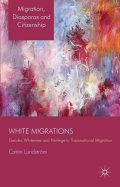 Migration,
Diasporas and
Citizenship
WHITE MIGRATIONS
Gender, Whiteness and Privilege in Transnational Migration
Catrin Lundström